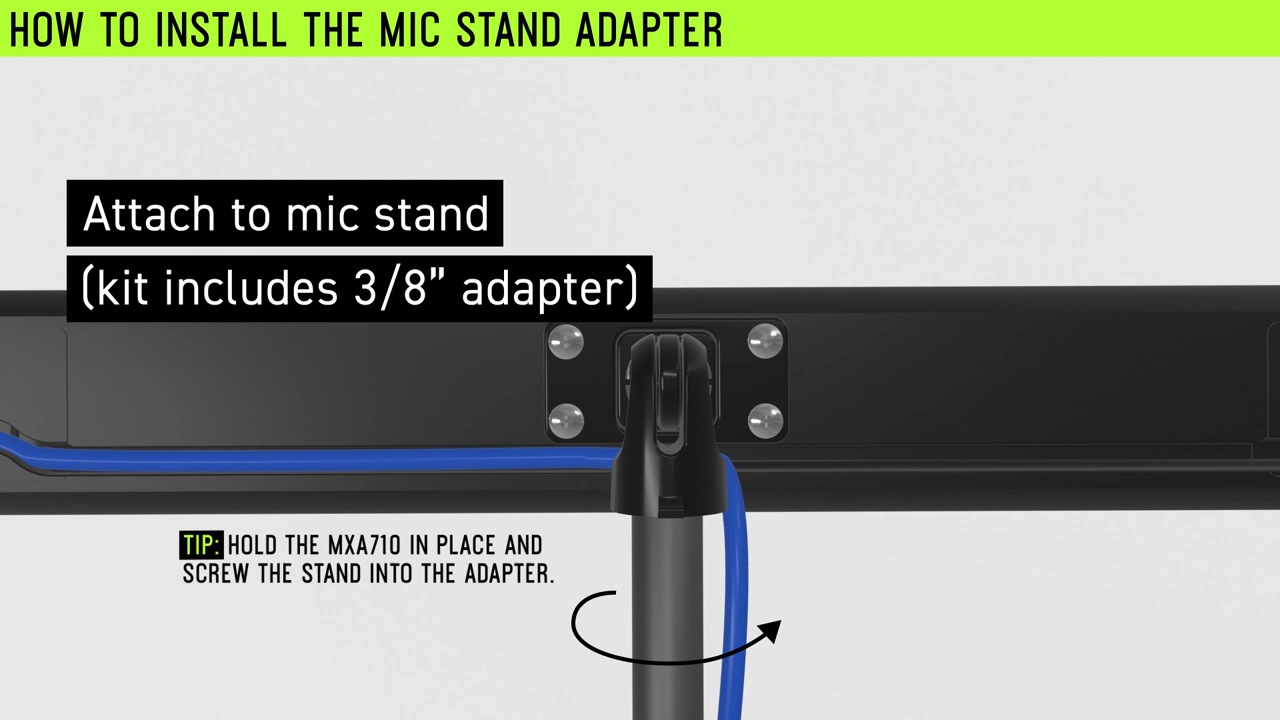 HOW TO INSTALL THE MIC STAND ADAPTER
Attach to mic stand
(kit includes 3/8” adapter)
TIP: HOLD THE MXA710 IN PLACE AND
SCREW THE STAND INTO THE ADAPTER.